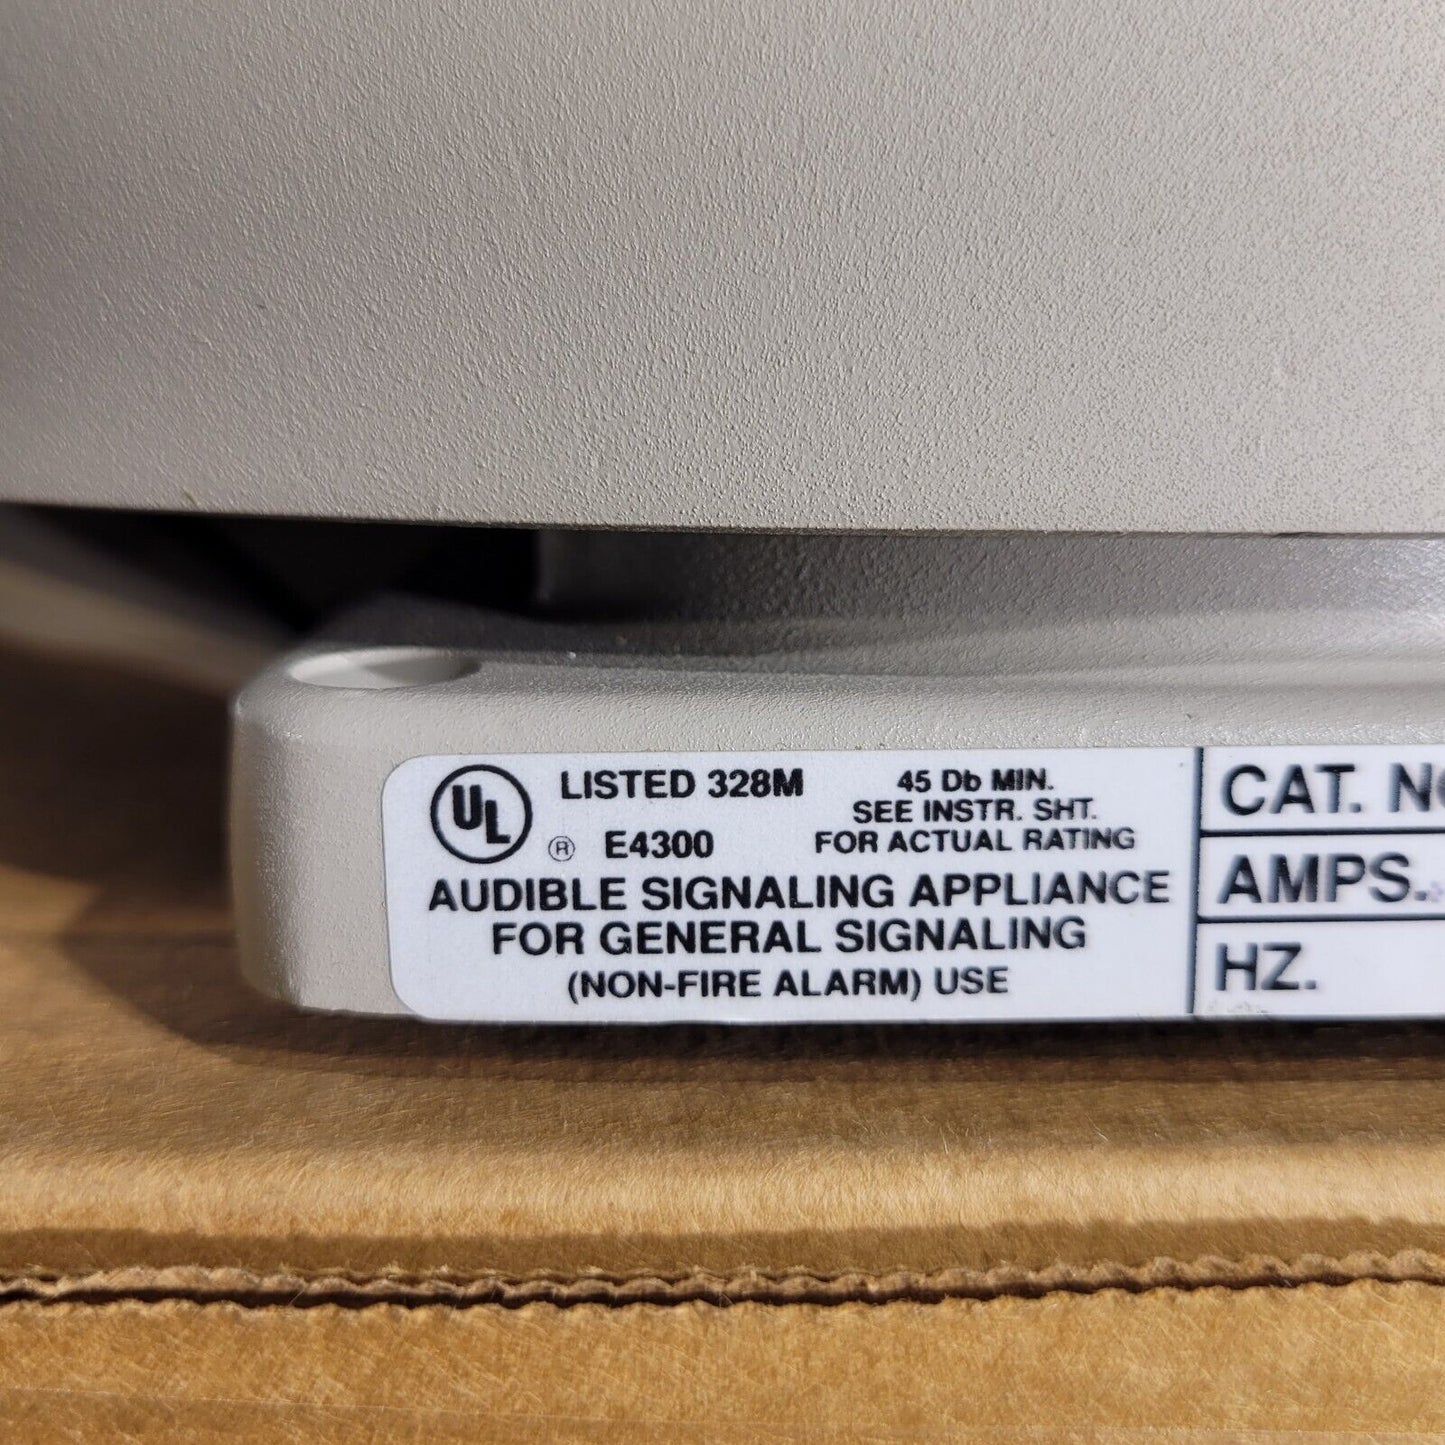 UL LISTED 328M
® E4300
45 Db MIN.
SEE INSTR. SHT.
FOR ACTUAL RATING
AUDIBLE SIGNALING APPLIANCE
FOR GENERAL SIGNALING
(NON-FIRE ALARM) USE
CAT. NO
AMPS.
HZ.